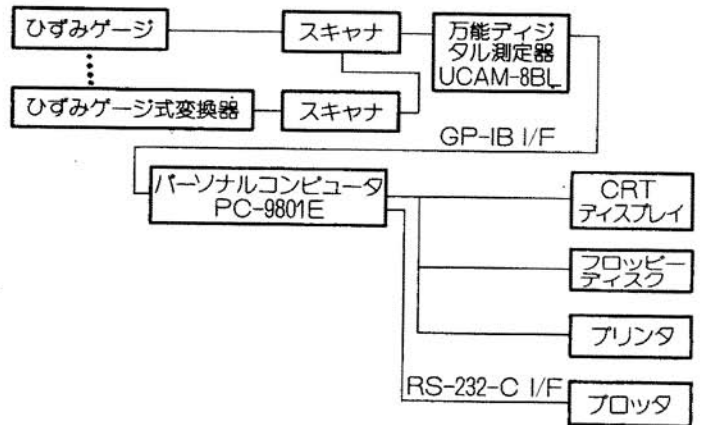 ひずみゲージ
スキャナ
万能ディジ
タル測定器
UCAM-8BL
ひずみゲージ式変換器
スキャナ
GP-IB I/F
パーソナルコンピュータ
PC-9801E
CRT
ディスプレイ
フロッピー
ディスク
プリンタ
RS-232-C I/F
プロッタ